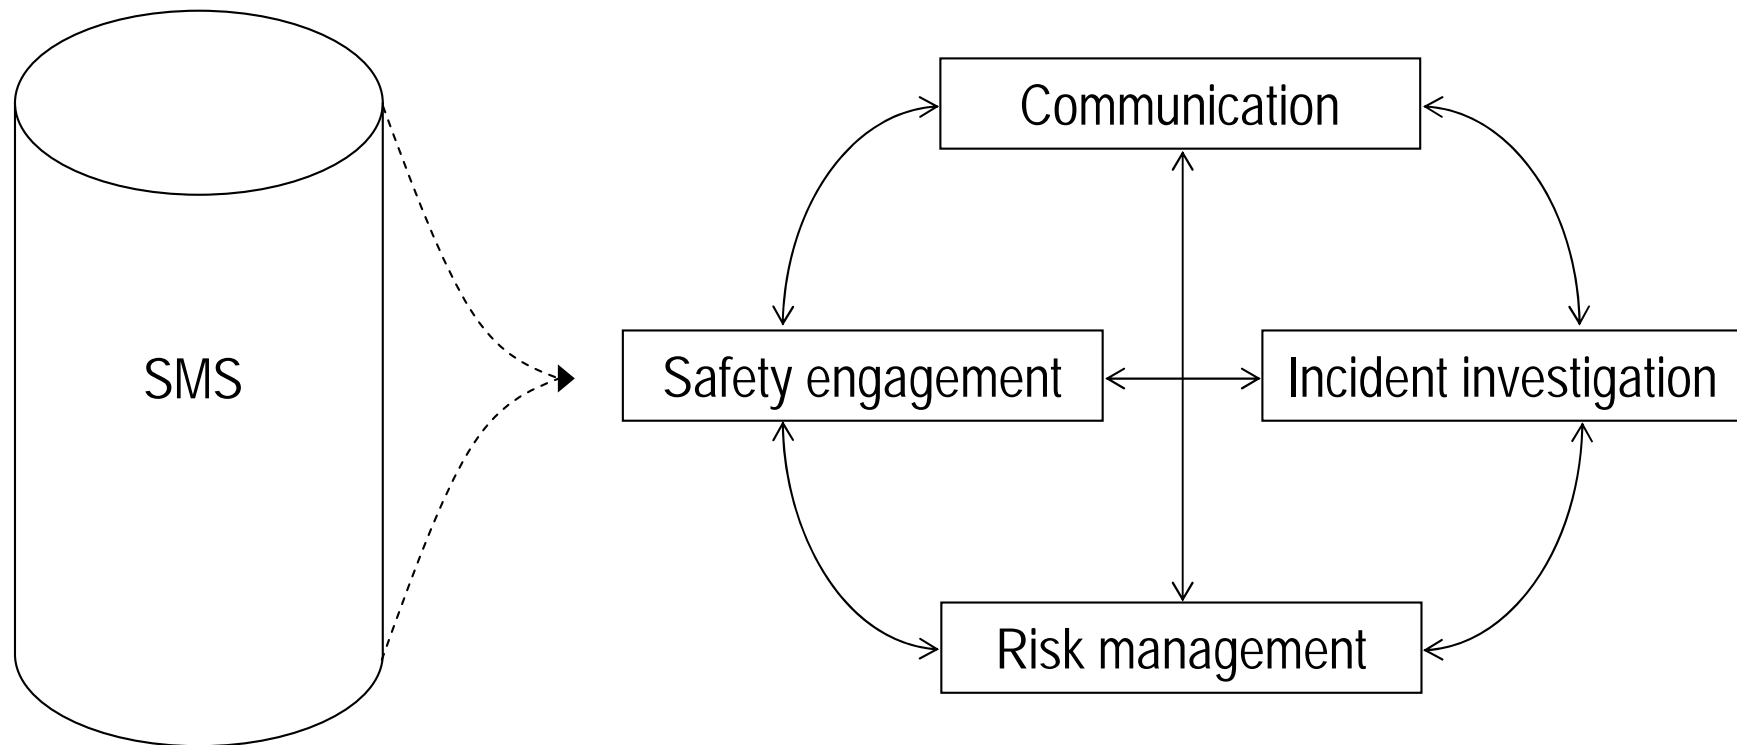 Communication
SMS
Safety engagement
Incident investigation
Risk management